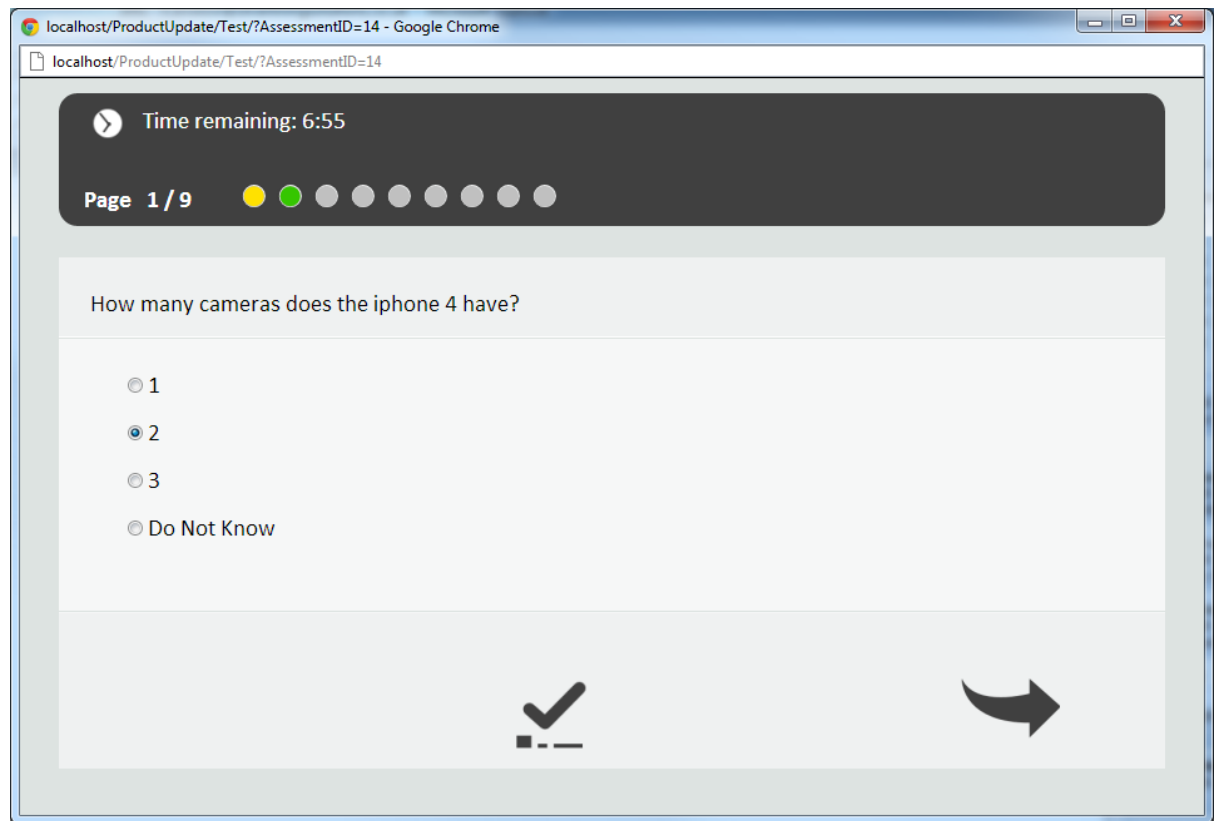 localhost/ProductUpdate/Test/?AssessmentID=14 - Google Chrome
localhost/ProductUpdate/Test/?AssessmentID=14
Time remaining: 6:55
Page 1 / 9
How many cameras does the iphone 4 have?
1
2
3
Do Not Know